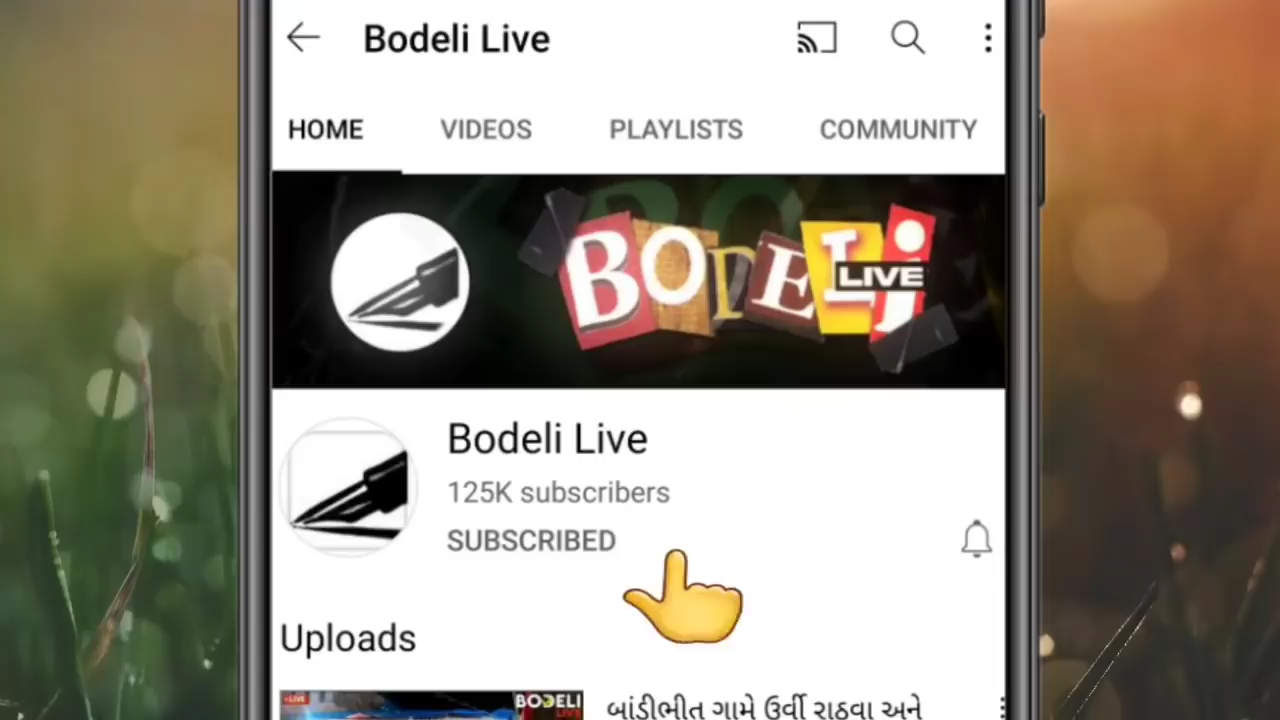 Bodeli Live
HOME VIDEOS PLAYLISTS COMMUNITY
BODELi
LIVE
Bodeli Live
125K subscribers
SUBSCRIBED
Uploads
LIVE BODELI
LIVE
બાંડીભીત ગામે ઉર્વી રાઠવા અને